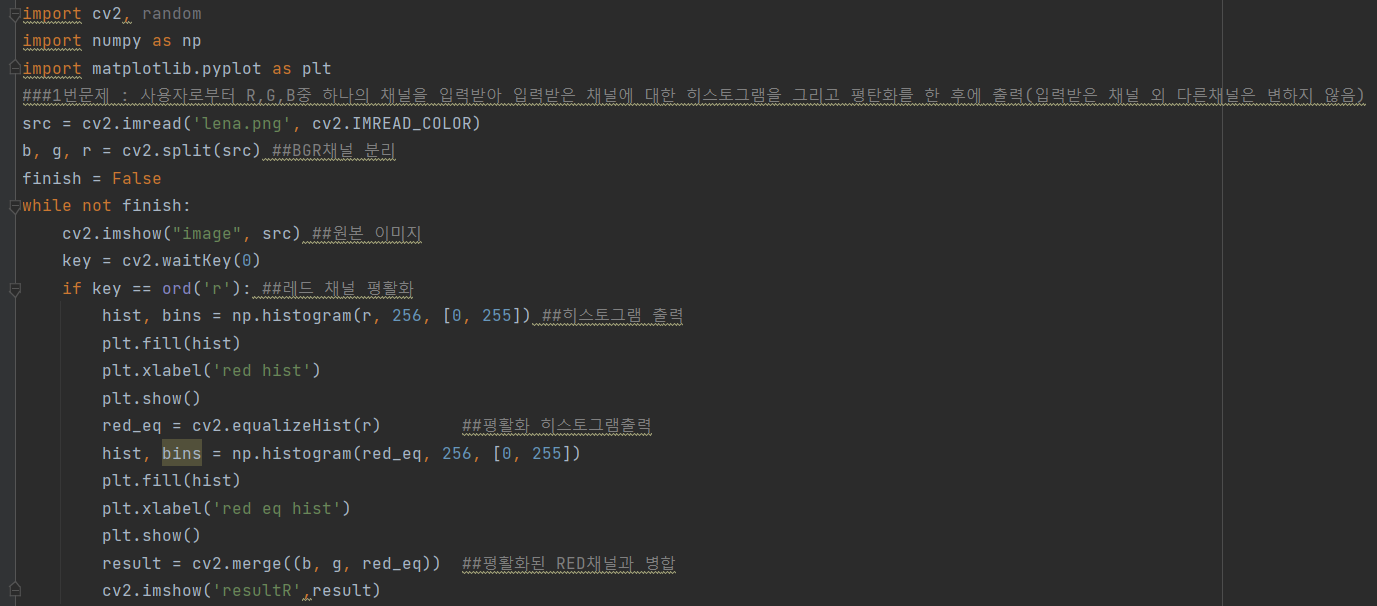 import cv2, random
import numpy as np
import matplotlib.pyplot as plt
###1번문제 : 사용자로부터 R,G,B중 하나의 채널을 입력받아 입력받은 채널에 대한 히스토그램을 그리고 평탄화를 한 후에 출력(입력받은 채널 외 다른채널은 변하지 않음)
src = cv2.imread('lena.png', cv2.IMREAD_COLOR)
b, g, r = cv2.split(src) ##BGR채널 분리
finish = False
while not finish:
    cv2.imshow("image", src) ##원본 이미지
    key = cv2.waitKey(0)
    if key == ord('r'): ##레드 채널 평활화
        hist, bins = np.histogram(r, 256, [0, 255]) ##히스토그램 출력
        plt.fill(hist)
        plt.xlabel('red hist')
        plt.show()
        red_eq = cv2.equalizeHist(r)        ##평활화 히스토그램출력
        hist, bins = np.histogram(red_eq, 256, [0, 255])
        plt.fill(hist)
        plt.xlabel('red eq hist')
        plt.show()
        result = cv2.merge((b, g, red_eq))  ##평활화된 RED채널과 병합
        cv2.imshow('resultR',result)